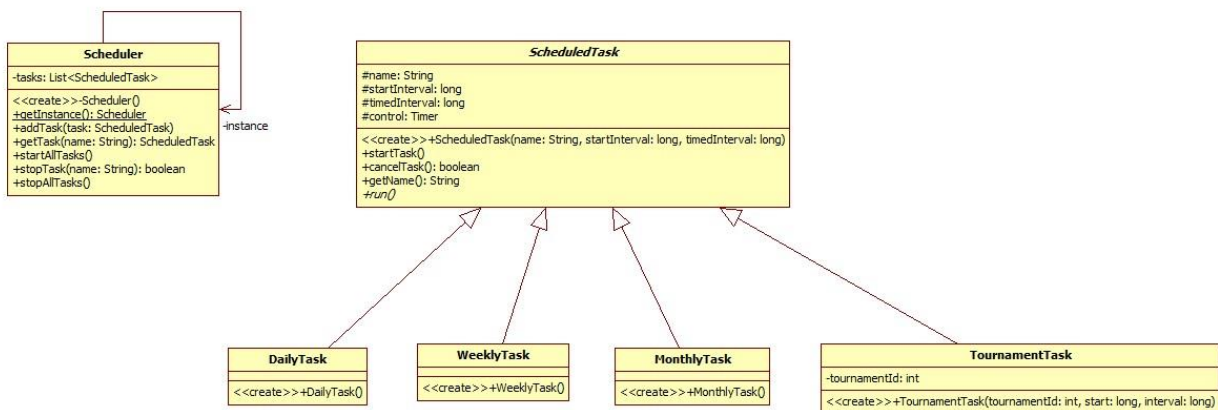 Scheduler
-tasks: List<ScheduledTask>
<<create>>-Scheduler()
+getInstance(): Scheduler
+addTask(task: ScheduledTask)
+getTask(name: String): ScheduledTask
+startAllTasks()
+stopTask(name: String): boolean
+stopAllTasks()
-instance
ScheduledTask
#name: String
#startInterval: long
#timedInterval: long
#control: Timer
<<create>>+ScheduledTask(name: String, startInterval: long, timedInterval: long)
+startTask()
+cancelTask(): boolean
+getName(): String
+run()
DailyTask
<<create>>+DailyTask()
WeeklyTask
<<create>>+WeeklyTask()
MonthlyTask
<<create>>+MonthlyTask()
TournamentTask
-tournamentId: int
<<create>>+TournamentTask(tournamentId: int, start: long, interval: long)